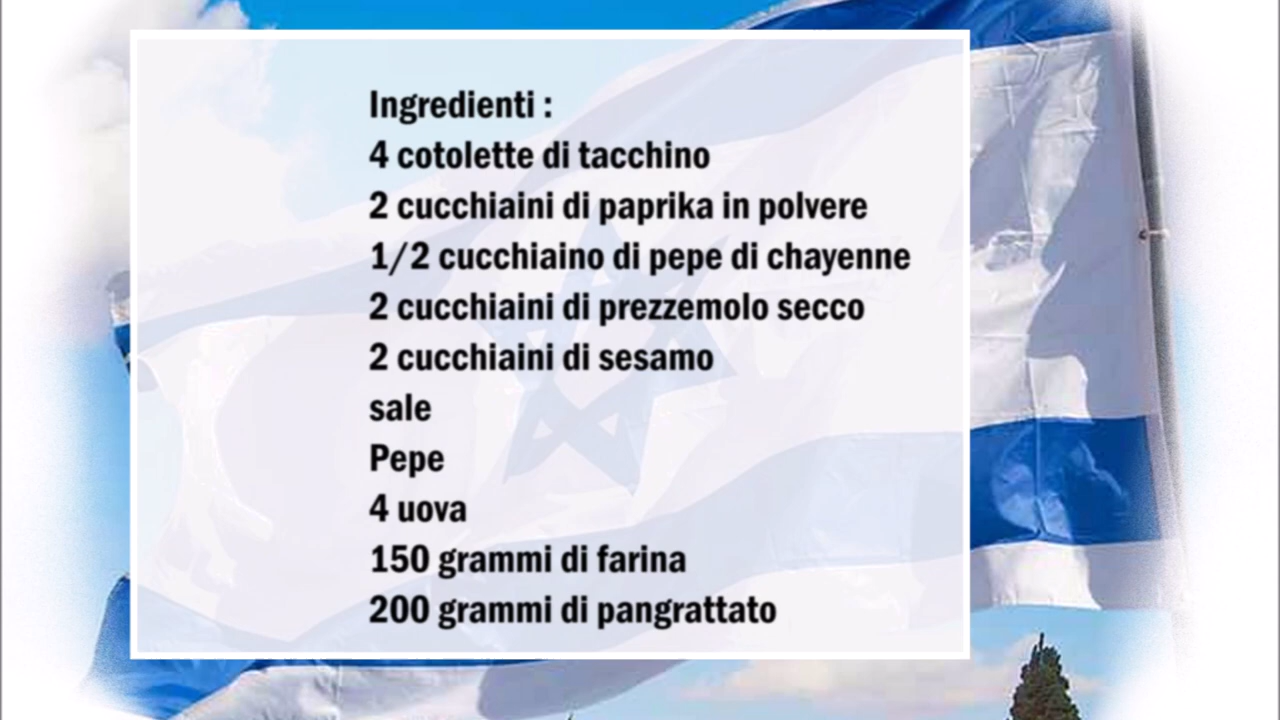 Ingredienti :
4 cotolette di tacchino
2 cucchiaini di paprika in polvere
1/2 cucchiaino di pepe di chayenne
2 cucchiaini di prezzemolo secco
2 cucchiaini di sesamo
sale
Pepe
4 uova
150 grammi di farina
200 grammi di pangrattato